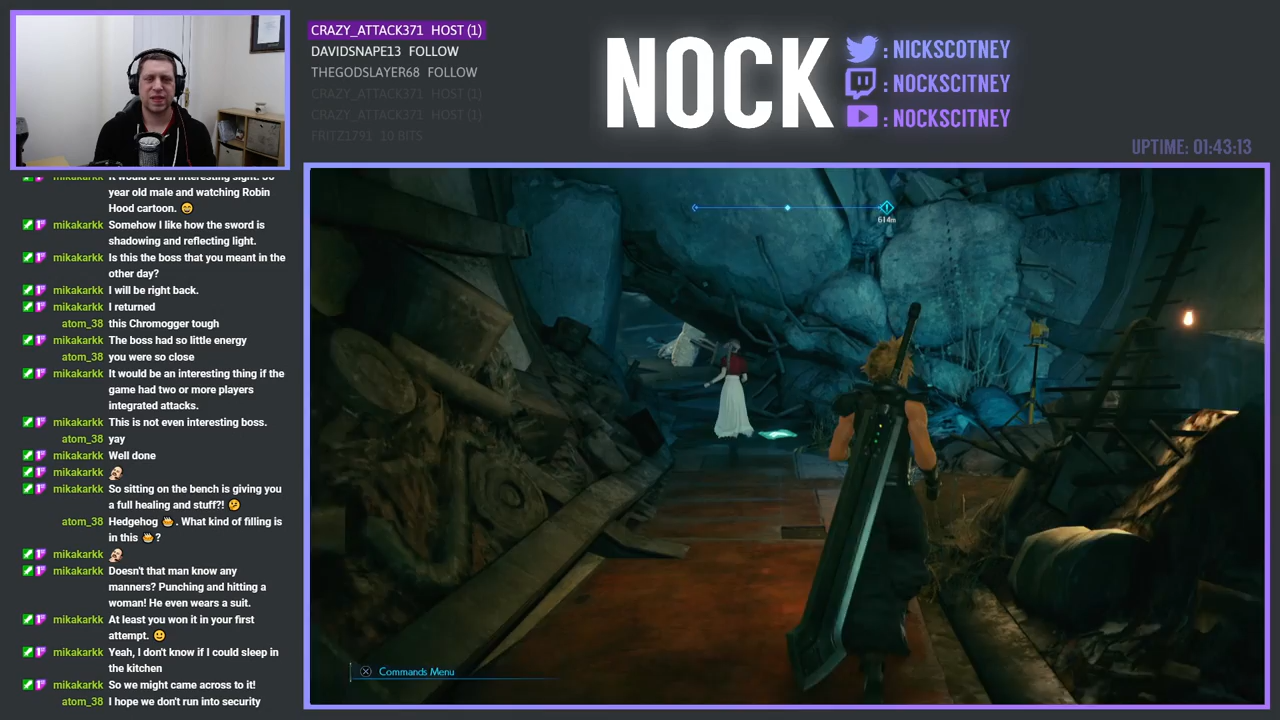 CRAZY_ATTACK371 HOST (1)
DAVIDSNAPE13 FOLLOW
THEGODSLAYER68 FOLLOW
CRAZY_ATTACK371 HOST (1)
CRAZY_ATTACK371 HOST (1)
FRITZ1791 10 BITS
NOCK
: NICKSCOTNEY
: NOCKSCITNEY
: NOCKSCITNEY
UPTIME: 01:43:13
614m
mikakarkk It would be an interesting sight. 30
year old male and watching Robin
Hood cartoon. 😄
mikakarkk Somehow I like how the sword is
shadowing and reflecting light.
mikakarkk Is this the boss that you meant in the
other day?
mikakarkk I will be right back.
mikakarkk I returned
atom_38 this Chromogger tough
mikakarkk The boss had so little energy
atom_38 you were so close
mikakarkk It would be an interesting thing if the
game had two or more players
integrated attacks.
mikakarkk This is not even interesting boss.
atom_38 yay
mikakarkk Well done
mikakarkk
mikakarkk So sitting on the bench is giving you
a full healing and stuff?! 🤔
atom_38 Hedgehog . What kind of filling is
in this ?
mikakarkk
mikakarkk Doesn't that man know any
manners? Punching and hitting a
woman! He even wears a suit.
mikakarkk At least you won it in your first
attempt. 🙂
mikakarkk Yeah, I don't know if I could sleep in
the kitchen
mikakarkk So we might came across to it!
atom_38 I hope we don't run into security
Commands Menu